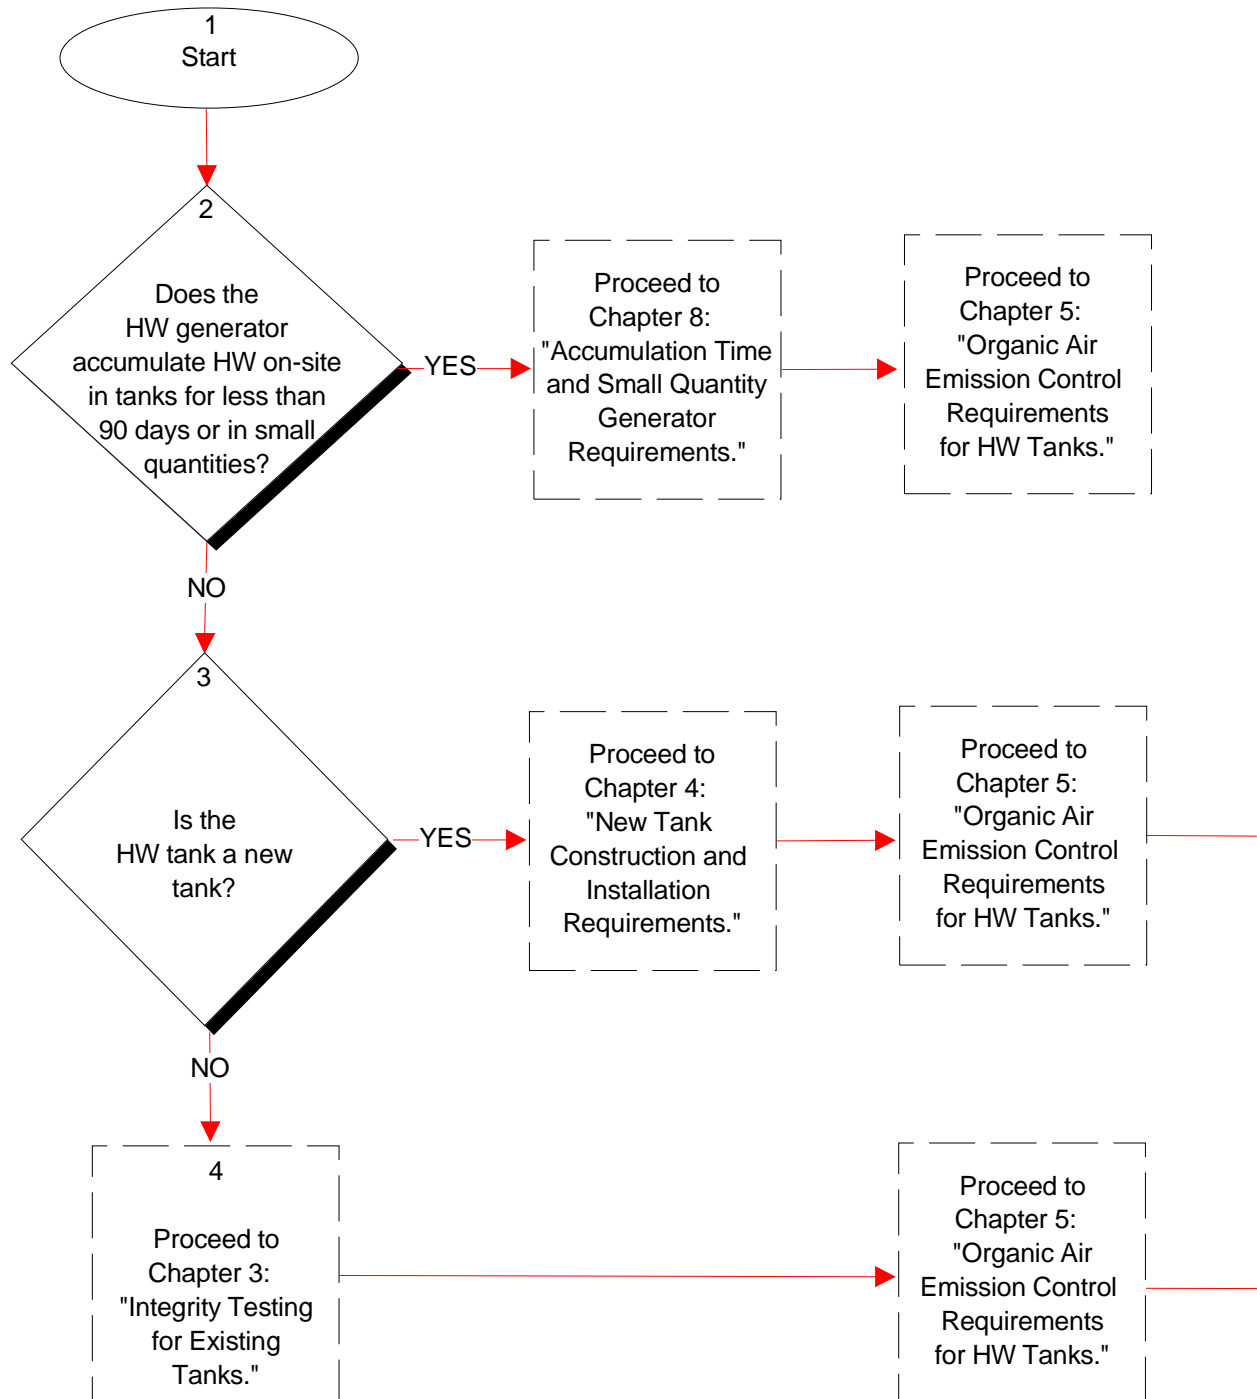 1
Start
2
Does the
HW generator
accumulate HW on-site
in tanks for less than
90 days or in small
quantities?
YES
Proceed to
Chapter 8:
"Accumulation Time
and Small Quantity
Generator
Requirements."
Proceed to
Chapter 5:
"Organic Air
Emission Control
Requirements
for HW Tanks."
NO
3
Is the
HW tank a new
tank?
YES
Proceed to
Chapter 4:
"New Tank
Construction and
Installation
Requirements."
Proceed to
Chapter 5:
"Organic Air
Emission Control
Requirements
for HW Tanks."
NO
4
Proceed to
Chapter 3:
"Integrity Testing
for Existing
Tanks."
Proceed to
Chapter 5:
"Organic Air
Emission Control
Requirements
for HW Tanks."